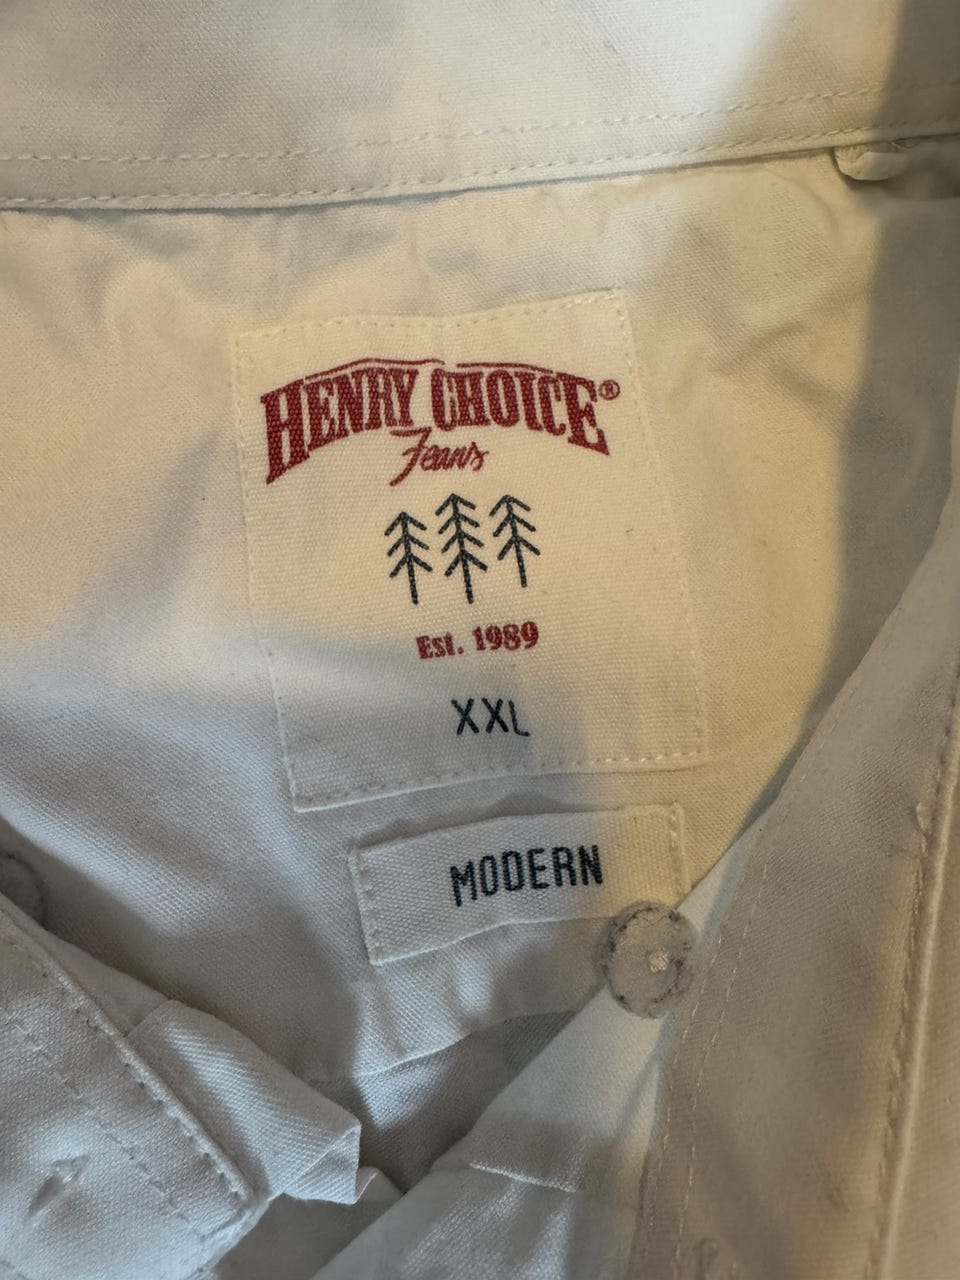 HENRY CHOICE®
Jeans
Est. 1989
XXL
MODERN